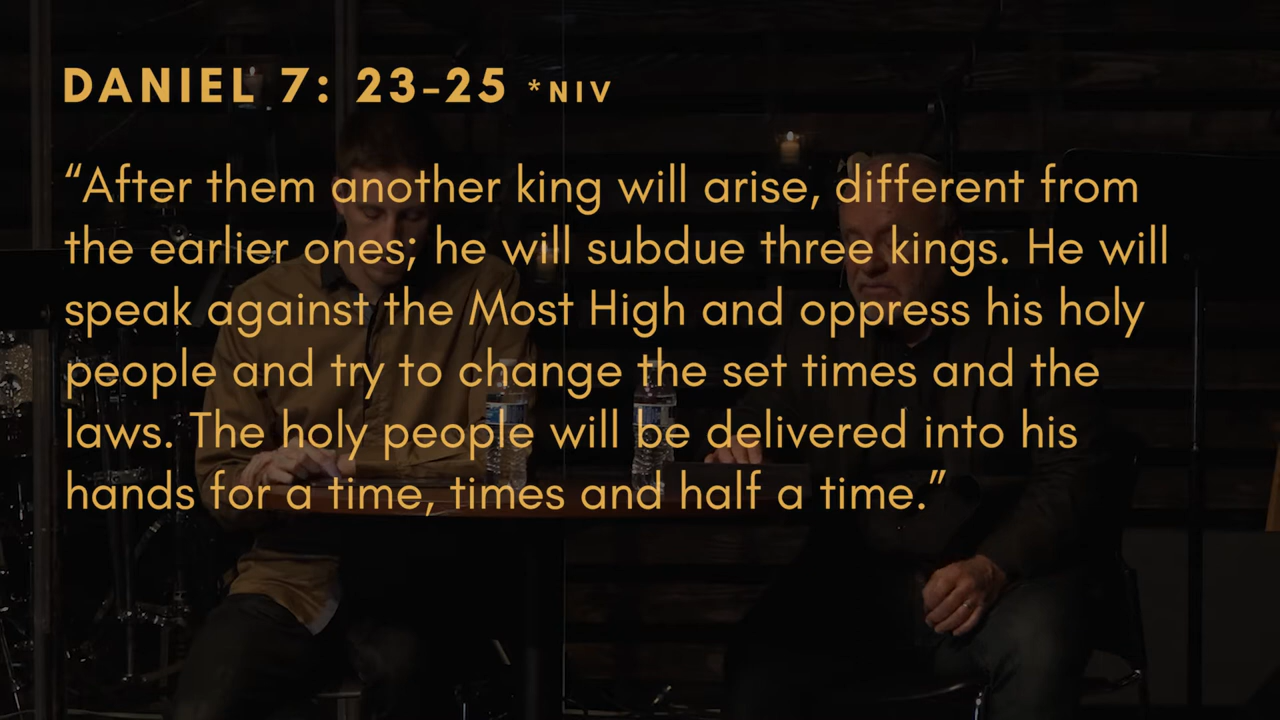 DANIEL 7: 23-25 *NIV
“After them another king will arise, different from
the earlier ones; he will subdue three kings. He will
speak against the Most High and oppress his holy
people and try to change the set times and the
laws. The holy people will be delivered into his
hands for a time, times and half a time.”